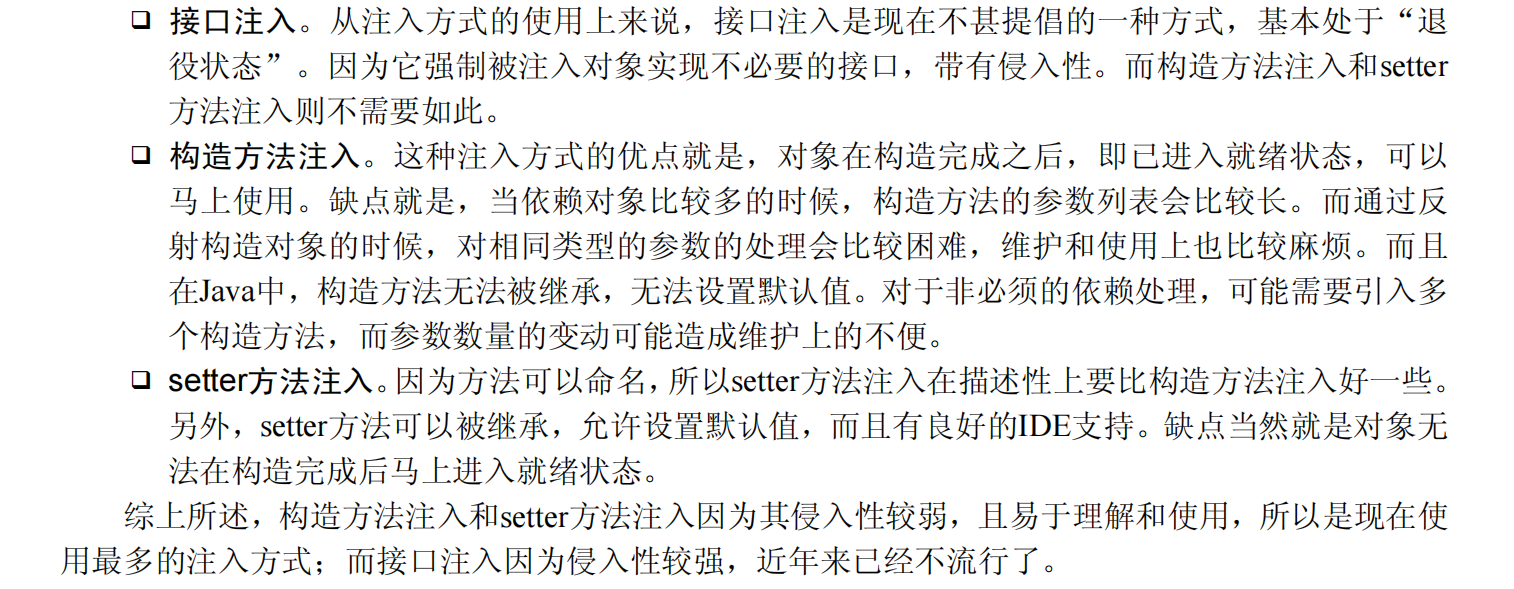 ❑ 接口注入。从注入方式的使用上来说，接口注入是现在不甚提倡的一种方式，基本处于“退
役状态”。因为它强制被注入对象实现不必要的接口，带有侵入性。而构造方法注入和setter
方法注入则不需要如此。
❑ 构造方法注入。这种注入方式的优点就是，对象在构造完成之后，即已进入就绪状态，可以
马上使用。缺点就是，当依赖对象比较多的时候，构造方法的参数列表会比较长。而通过反
射构造对象的时候，对相同类型的参数的处理会比较困难，维护和使用上也比较麻烦。而且
在Java中，构造方法无法被继承，无法设置默认值。对于非必须的依赖处理，可能需要引入多
个构造方法，而参数数量的变动可能造成维护上的不便。
❑ setter方法注入。因为方法可以命名，所以setter方法注入在描述性上要比构造方法注入好一些。
另外，setter方法可以被继承，允许设置默认值，而且有良好的IDE支持。缺点当然就是对象无
法在构造完成后马上进入就绪状态。
综上所述，构造方法注入和setter方法注入因为其侵入性较弱，且易于理解和使用，所以是现在使
用最多的注入方式；而接口注入因为侵入性较强，近年来已经不流行了。